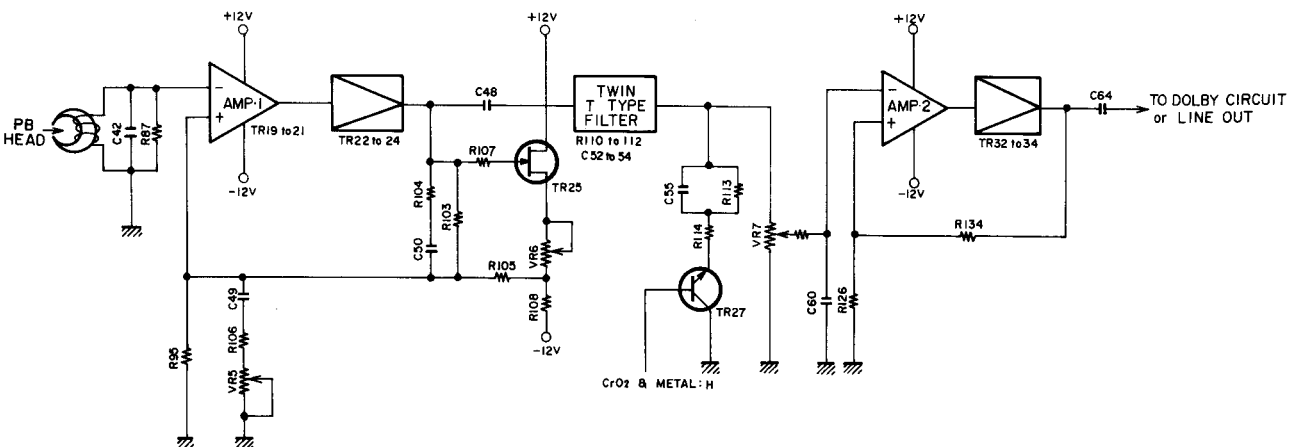 +12V
+12V
+12V
PB
HEAD
C42
R87
−
+
AMP·1
TR19 to 21
−12V
TR22 to 24
C48
R104
C50
R103
R107
TR25
VR6
R105
R108
−12V
TWIN
T TYPE
FILTER
R110 to 112
C52 to 54
C55
R113
R114
TR27
CrO2 & METAL: H
VR7
C60
R126
−
+
AMP·2
−12V
TR32 to 34
R134
C64
TO DOLBY CIRCUIT
or LINE OUT
R95
C49
R106
VR5